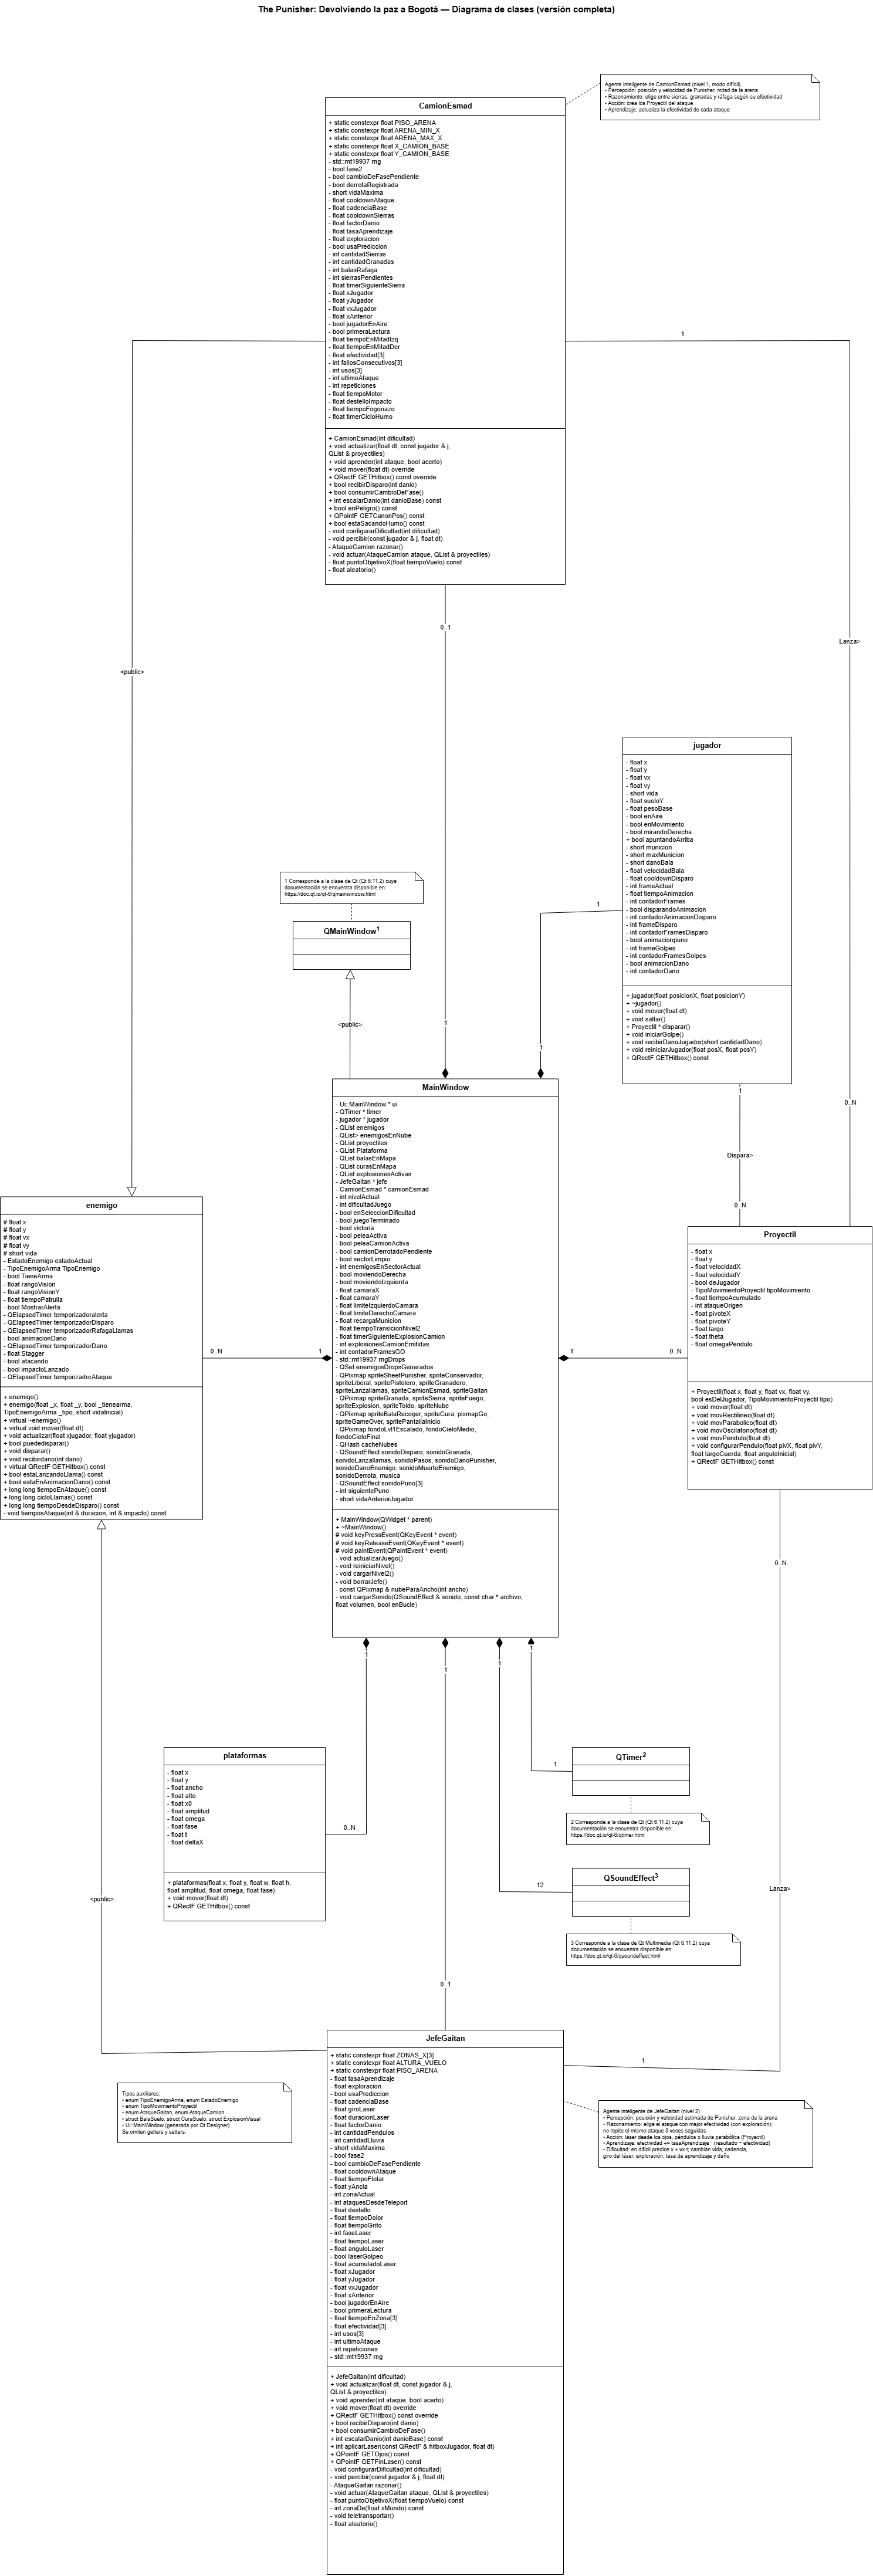 The Punisher: Devolviendo la paz a Bogotá — Diagrama de clases (versión completa)
Agente inteligente de CamionEsmad (nivel 1, modo difícil)
• Percepción: posición y velocidad de Punisher, mitad de la arena
• Razonamiento: elige entre sierras, granadas y ráfaga según su efectividad
• Acción: crea los Proyectil del ataque
• Aprendizaje: actualiza la efectividad de cada ataque
CamionEsmad
+ static constexpr float PISO_ARENA
+ static constexpr float ARENA_MIN_X
+ static constexpr float ARENA_MAX_X
+ static constexpr float X_CAMION_BASE
+ static constexpr float Y_CAMION_BASE
- std::mt19937 rng
- bool fase2
- bool cambioDeFasePendiente
- bool derrotaRegistrada
- short vidaMaxima
- float cooldownAtaque
- float cadenciaBase
- float cooldownSierras
- float factorDanio
- float tasaAprendizaje
- float exploracion
- bool usaPrediccion
- int cantidadSierras
- int cantidadGranadas
- int balasRafaga
- int sierrasPendientes
- float timerSiguienteSierra
- float xJugador
- float yJugador
- float vxJugador
- float xAnterior
- bool jugadorEnAire
- bool primeraLectura
- float tiempoEnMitadIzq
- float tiempoEnMitadDer
- float efectividad[3]
- int fallosConsecutivos[3]
- int usos[3]
- int ultimoAtaque
- int repeticiones
- float tiempoMotor
- float destelloImpacto
- float tiempoFogonazo
- float timerCicloHumo
+ CamionEsmad(int dificultad)
+ void actualizar(float dt, const jugador & j,
QList & proyectiles)
+ void aprender(int ataque, bool acerto)
+ void mover(float dt) override
+ QRectF GETHitbox() const override
+ bool recibirDisparo(int danio)
+ bool consumirCambioDeFase()
+ int escalarDanio(int danioBase) const
+ bool enPeligro() const
+ QPointF GETCanonPos() const
+ bool estaSacandoHumo() const
- void configurarDificultad(int dificultad)
- void percibir(const jugador & j, float dt)
- AtaqueCamion razonar()
- void actuar(AtaqueCamion ataque, QList & proyectiles)
- float puntoObjetivoX(float tiempoVuelo) const
- float aleatorio()
1
0..1
Lanza>
<public>
jugador
- float x
- float y
- float vx
- float vy
- short vida
- float sueloY
- float pesoBase
- bool enAire
- bool enMovimiento
- bool mirandoDerecha
+ bool apuntandoArriba
- short municion
- short maxMunicion
- short danoBala
- float velocidadBala
- float cooldownDisparo
- int frameActual
- float tiempoAnimacion
- int contadorFrames
- bool disparandoAnimacion
- int contadorAnimacionDisparo
- int frameDisparo
- int contadorFramesDisparo
- bool animacionpuno
- int frameGolpes
- int contadorFramesGolpes
- bool animacionDano
- int contadorDano
+ jugador(float posicionX, float posicionY)
+ ~jugador()
+ void mover(float dt)
+ void saltar()
+ Proyectil * disparar()
+ void iniciarGolpe()
+ void recibirDanoJugador(short cantidadDano)
+ void reiniciarJugador(float posX, float posY)
+ QRectF GETHitbox() const
1 Corresponde a la clase de Qt (Qt 6.11.2) cuya
documentación se encuentra disponible en:
https://doc.qt.io/qt-6/qmainwindow.html
QMainWindow1
<public>
1
1
1
1
Dispara>
0..N
0..N
MainWindow
- Ui::MainWindow * ui
- QTimer * timer
- jugador * jugador
- QList enemigos
- QList> enemigosEnNube
- QList proyectiles
- QList Plataforma
- QList balasEnMapa
- QList curasEnMapa
- QList explosionesActivas
- JefeGaitan * jefe
- CamionEsmad * camionEsmad
- int nivelActual
- int dificultadJuego
- bool enSeleccionDificultad
- bool juegoTerminado
- bool victoria
- bool peleaActiva
- bool peleaCamionActiva
- bool camionDerrotadoPendiente
- bool sectorLimpio
- int enemigosEnSectorActual
- bool moviendoDerecha
- bool moviendoIzquierda
- float camaraX
- float camaraY
- float limiteIzquierdoCamara
- float limiteDerechoCamara
- float recargaMunicion
- float tiempoTransicionNivel2
- float timerSiguienteExplosionCamion
- int explosionesCamionEmitidas
- int contadorFramesGO
- std::mt19937 rngDrops
- QSet enemigosDropsGenerados
- QPixmap spriteSheetPunisher, spriteConservador,
spriteLiberal, spritePistolero, spriteGranadero,
spriteLanzallamas, spriteCamionEsmad, spriteGaitan
- QPixmap spriteGranada, spriteSierra, spriteFuego,
spriteExplosion, spriteToldo, spriteNube
- QPixmap spriteBalaRecoger, spriteCura, pixmapGo,
spriteGameOver, spritePantallaInicio
- QPixmap fondoLvl1Escalado, fondoCieloMedio,
fondoCieloFinal
- QHash cacheNubes
- QSoundEffect sonidoDisparo, sonidoGranada,
sonidoLanzallamas, sonidoPasos, sonidoDanoPunisher,
sonidoDanoEnemigo, sonidoMuerteEnemigo,
sonidoDerrota, musica
- QSoundEffect sonidoPuno[3]
- int siguientePuno
- short vidaAnteriorJugador
+ MainWindow(QWidget * parent)
+ ~MainWindow()
# void keyPressEvent(QKeyEvent * event)
# void keyReleaseEvent(QKeyEvent * event)
# void paintEvent(QPaintEvent * event)
- void actualizarJuego()
- void reiniciarNivel()
- void cargarNivel2()
- void borrarJefe()
- const QPixmap & nubeParaAncho(int ancho)
- void cargarSonido(QSoundEffect & sonido, const char * archivo,
float volumen, bool enBucle)
enemigo
# float x
# float y
# float vx
# float vy
# short vida
- EstadoEnemigo estadoActual
- TipoEnemigoArma TipoEnemigo
- bool TieneArma
- float rangoVision
- float rangoVisionY
- float tiempoPatrulla
- bool MostrarAlerta
- QElapsedTimer temporizadoralerta
- QElapsedTimer temporizadorDisparo
- QElapsedTimer temporizadorRafagaLlamas
- bool animacionDano
- QElapsedTimer temporizadorDano
- float Stagger
- bool atacando
- bool impactoLanzado
- QElapsedTimer temporizadorAtaque
+ enemigo()
+ enemigo(float _x, float _y, bool _tienearma,
TipoEnemigoArma _tipo, short vidaInicial)
+ virtual ~enemigo()
+ virtual void mover(float dt)
+ void actualizar(float xjugador, float yjugador)
+ bool puededisparar()
+ void disparar()
+ void recibirdano(int dano)
+ virtual QRectF GETHitbox() const
+ bool estaLanzandoLlama() const
+ bool estaEnAnimacionDano() const
+ long long tiempoEnAtaque() const
+ long long cicloLlamas() const
+ long long tiempoDesdeDisparo() const
- void tiemposAtaque(int & duracion, int & impacto) const
0..N
1
1
0..N
Proyectil
- float x
- float y
- float velocidadX
- float velocidadY
- bool deJugador
- TipoMovimientoProyectil tipoMovimiento
- float tiempoAcumulado
- int ataqueOrigen
- float pivoteX
- float pivoteY
- float largo
- float theta
- float omegaPendulo
+ Proyectil(float x, float y, float vx, float vy,
bool esDelJugador, TipoMovimientoProyectil tipo)
+ void mover(float dt)
+ void movRectilineo(float dt)
+ void movParabolico(float dt)
+ void movOscilatorio(float dt)
+ void movPendulo(float dt)
+ void configurarPendulo(float pivX, float pivY,
float largoCuerda, float anguloInicial)
+ QRectF GETHitbox() const
0..N
1
1
1
1
plataformas
- float x
- float y
- float ancho
- float alto
- float x0
- float amplitud
- float omega
- float fase
- float t
- float deltaX
+ plataformas(float x, float y, float w, float h,
float amplitud, float omega, float fase)
+ void mover(float dt)
+ QRectF GETHitbox() const
0..N
QTimer2
1
2 Corresponde a la clase de Qt (Qt 6.11.2) cuya
documentación se encuentra disponible en:
https://doc.qt.io/qt-6/qtimer.html
QSoundEffect3
12
3 Corresponde a la clase de Qt Multimedia (Qt 6.11.2) cuya
documentación se encuentra disponible en:
https://doc.qt.io/qt-6/qsoundeffect.html
<public>
Lanza>
0..1
1
JefeGaitan
+ static constexpr float ZONAS_X[3]
+ static constexpr float ALTURA_VUELO
+ static constexpr float PISO_ARENA
- float tasaAprendizaje
- float exploracion
- bool usaPrediccion
- float cadenciaBase
- float giroLaser
- float duracionLaser
- float factorDanio
- int cantidadPendulos
- int cantidadLluvia
- short vidaMaxima
- bool fase2
- bool cambioDeFasePendiente
- float cooldownAtaque
- float tiempoFlotar
- float yAncla
- int zonaActual
- int ataquesDesdeTeleport
- float destello
- float tiempoDolor
- float tiempoGrito
- int faseLaser
- float tiempoLaser
- float anguloLaser
- bool laserGolpeo
- float acumuladoLaser
- float xJugador
- float yJugador
- float vxJugador
- float xAnterior
- bool jugadorEnAire
- bool primeraLectura
- float tiempoEnZona[3]
- float efectividad[3]
- int usos[3]
- int ultimoAtaque
- int repeticiones
- std::mt19937 rng
+ JefeGaitan(int dificultad)
+ void actualizar(float dt, const jugador & j,
QList & proyectiles)
+ void aprender(int ataque, bool acerto)
+ void mover(float dt) override
+ QRectF GETHitbox() const override
+ bool recibirDisparo(int danio)
+ bool consumirCambioDeFase()
+ int escalarDanio(int danioBase) const
+ int aplicarLaser(const QRectF & hitboxJugador, float dt)
+ QPointF GETOjos() const
+ QPointF GETFinLaser() const
- void configurarDificultad(int dificultad)
- void percibir(const jugador & j, float dt)
- AtaqueGaitan razonar()
- void actuar(AtaqueGaitan ataque, QList & proyectiles)
- float puntoObjetivoX(float tiempoVuelo) const
- int zonaDe(float xMundo) const
- void teletransportar()
- float aleatorio()
Tipos auxiliares:
• enum TipoEnemigoArma, enum EstadoEnemigo
• enum TipoMovimientoProyectil
• enum AtaqueGaitan, enum AtaqueCamion
• struct BalaSuelo, struct CuraSuelo, struct ExplosionVisual
• Ui::MainWindow (generada por Qt Designer)
Se omiten getters y setters.
Agente inteligente de JefeGaitan (nivel 2)
• Percepción: posición y velocidad estimada de Punisher, zona de la arena
• Razonamiento: elige el ataque con mejor efectividad (con exploración);
no repite el mismo ataque 3 veces seguidas
• Acción: láser desde los ojos, péndulos o lluvia parabólica (Proyectil)
• Aprendizaje: efectividad += tasaAprendizaje · (resultado − efectividad)
• Dificultad: en difícil predice x + vx·t; cambian vida, cadencia,
giro del láser, exploración, tasa de aprendizaje y daño